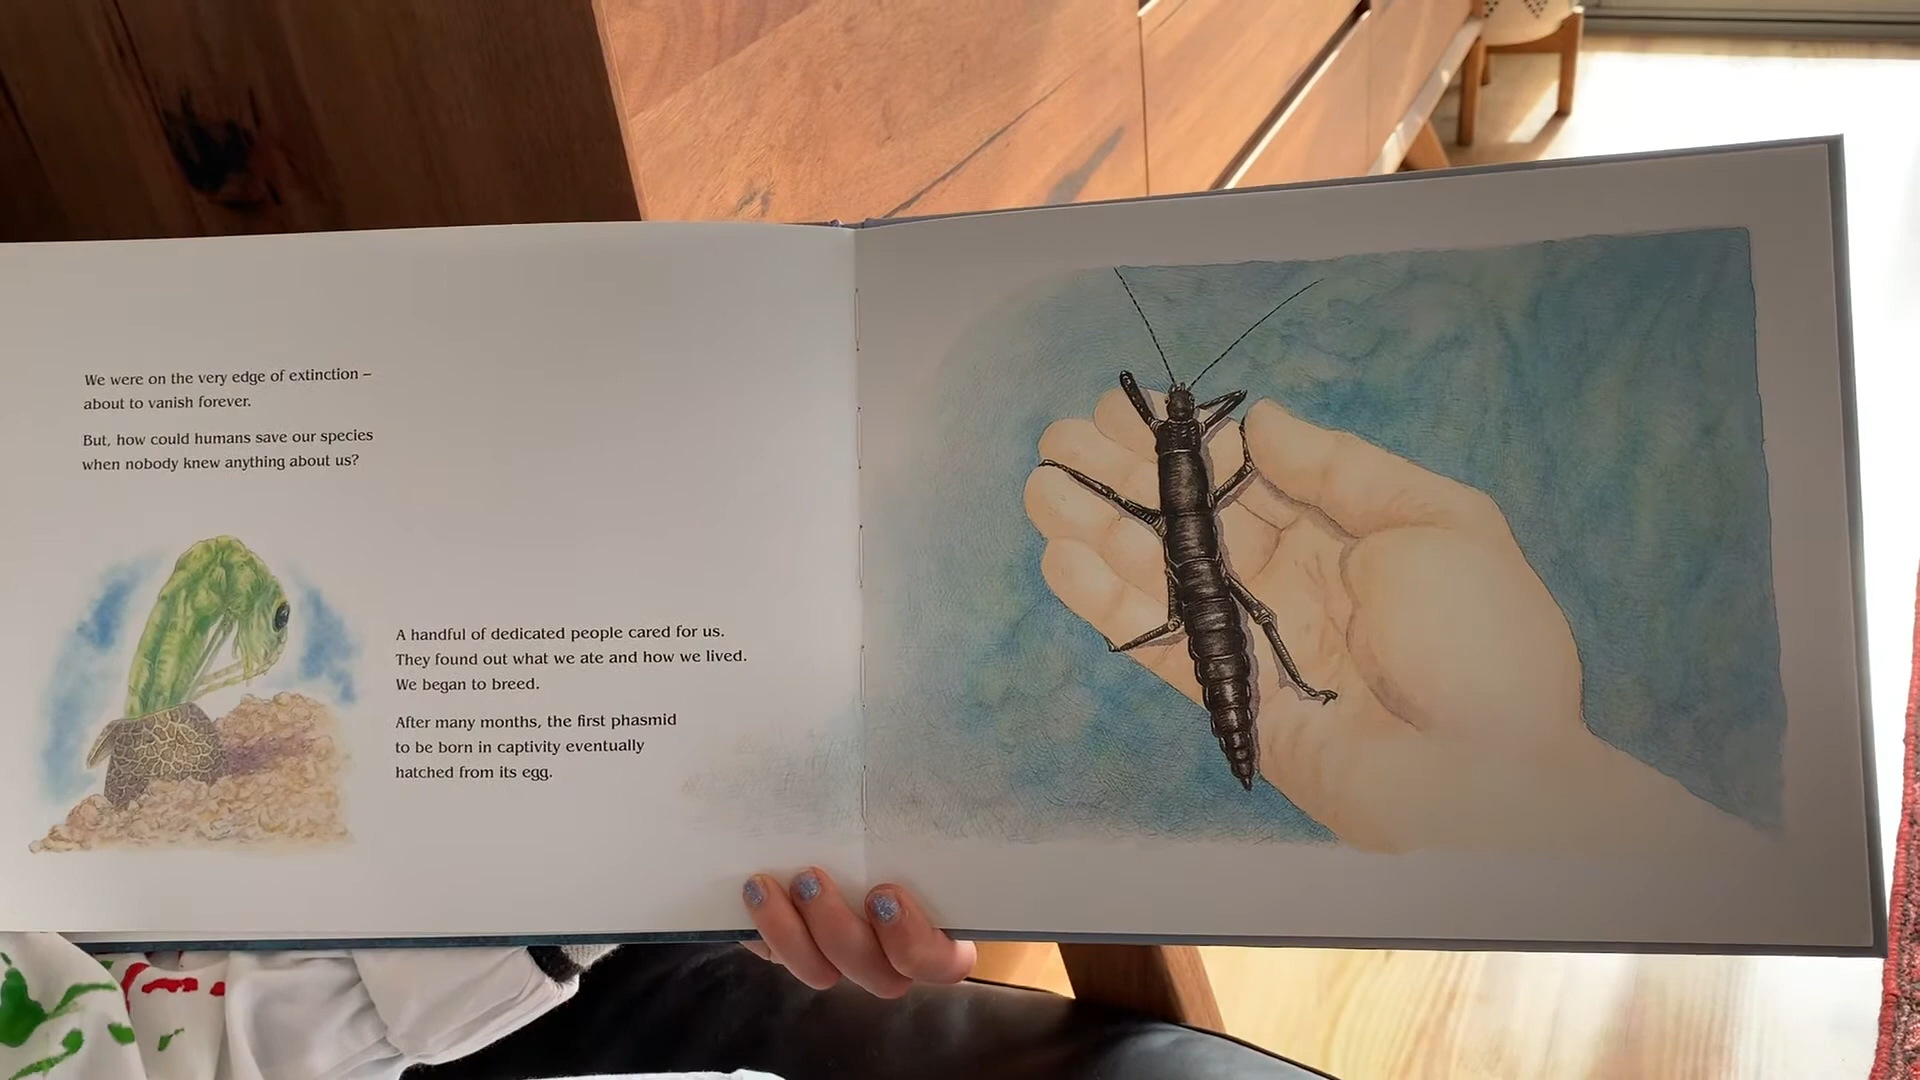 We were on the very edge of extinction –
about to vanish forever.
But, how could humans save our species
when nobody knew anything about us?
A handful of dedicated people cared for us.
They found out what we ate and how we lived.
We began to breed.
After many months, the first phasmid
to be born in captivity eventually
hatched from its egg.